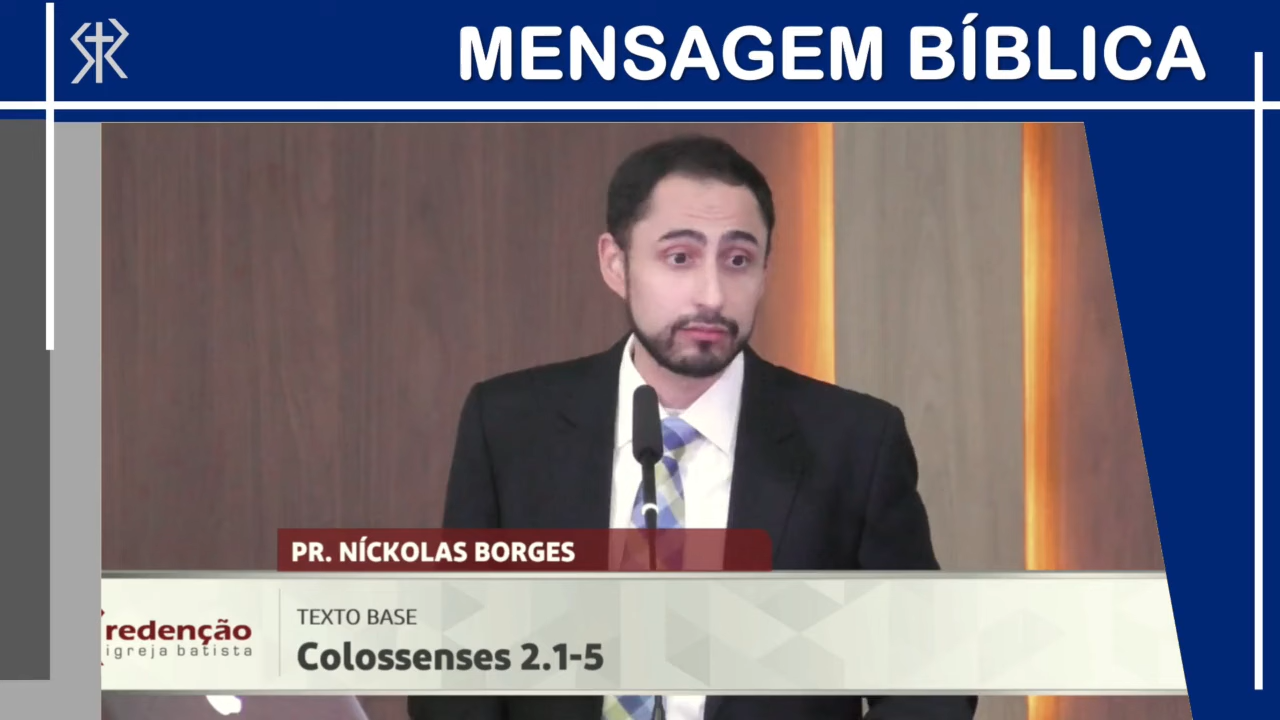 MENSAGEM BÍBLICA
PR. NÍCKOLAS BORGES
TEXTO BASE
redenção
igreja batista
Colossenses 2.1-5